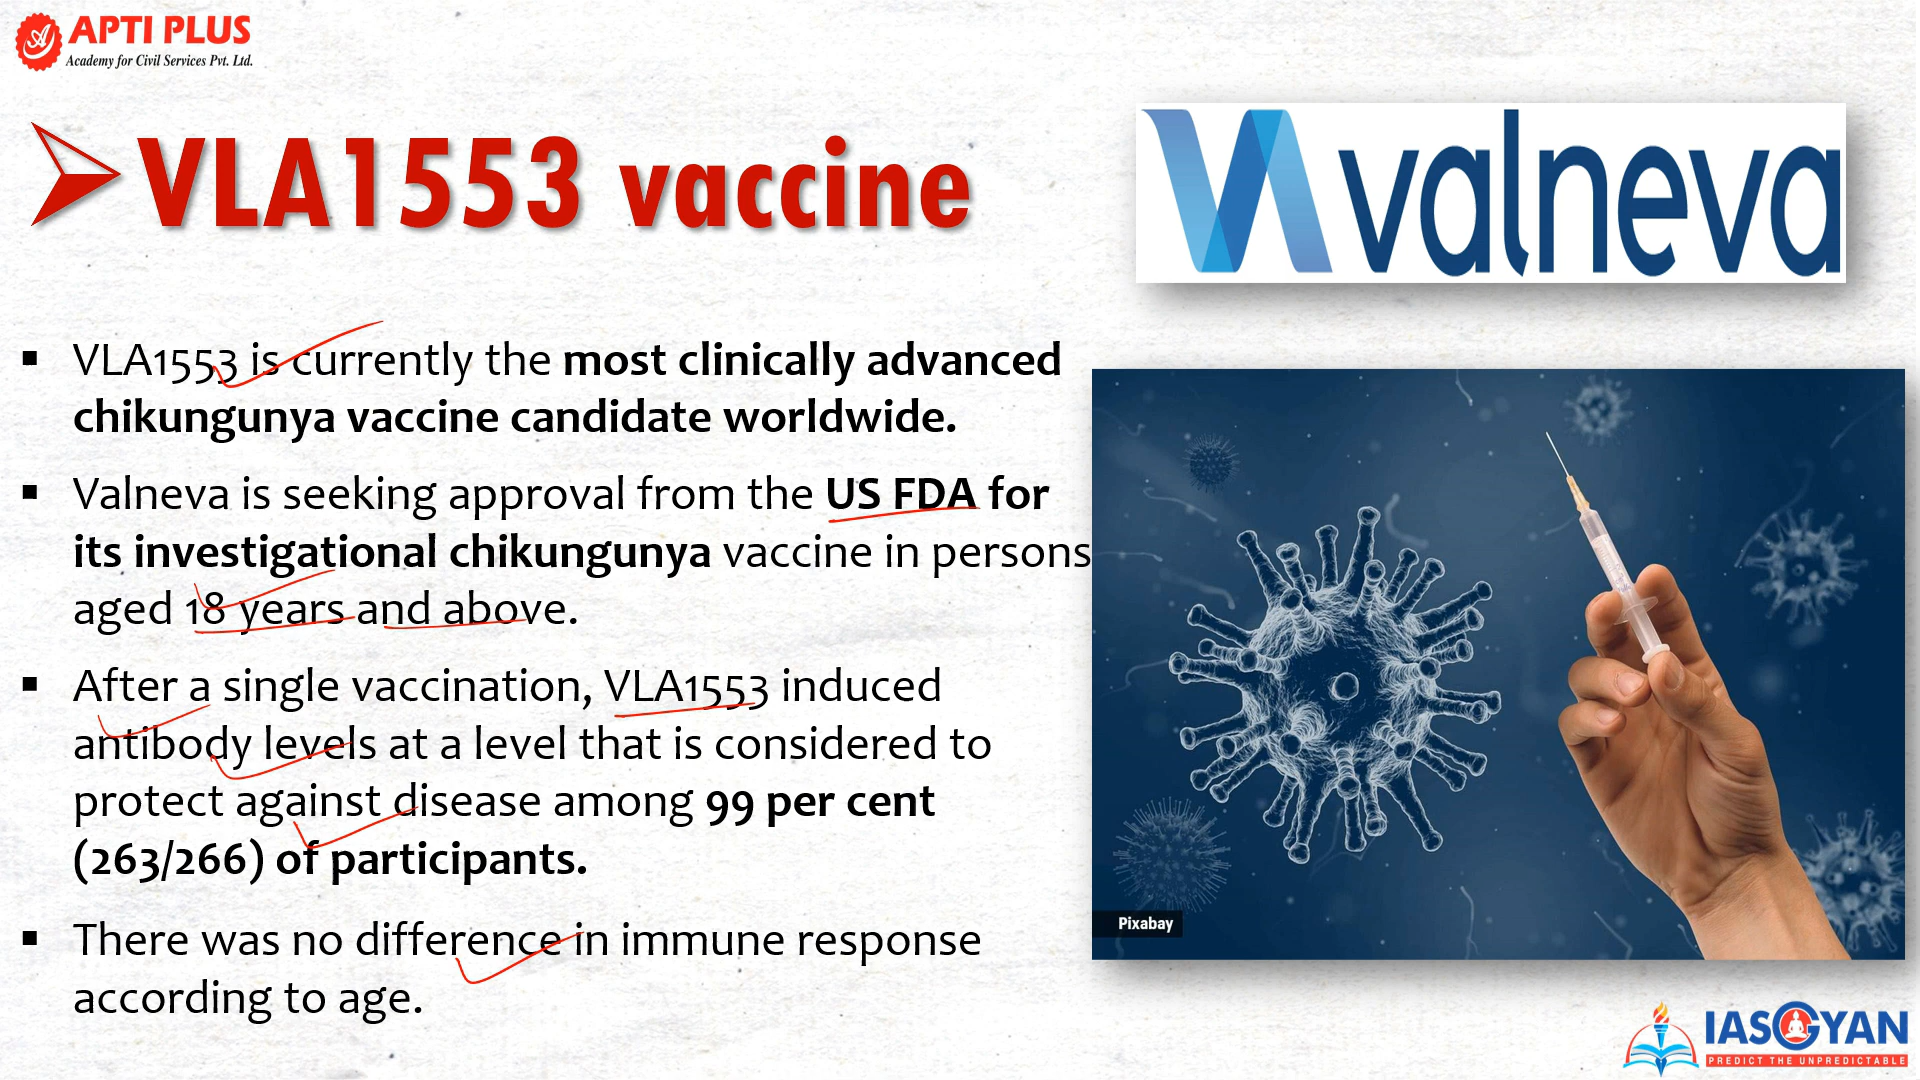 APTI PLUS
Academy for Civil Services Pvt. Ltd.
VLA1553 vaccine
valneva
VLA1553 is currently the most clinically advanced
chikungunya vaccine candidate worldwide.
Valneva is seeking approval from the US FDA for
its investigational chikungunya vaccine in persons
aged 18 years and above.
After a single vaccination, VLA1553 induced
antibody levels at a level that is considered to
protect against disease among 99 per cent
(263/266) of participants.
There was no difference in immune response
according to age.
Pixabay
IASGYAN
PREDICT THE UNPREDICTABLE